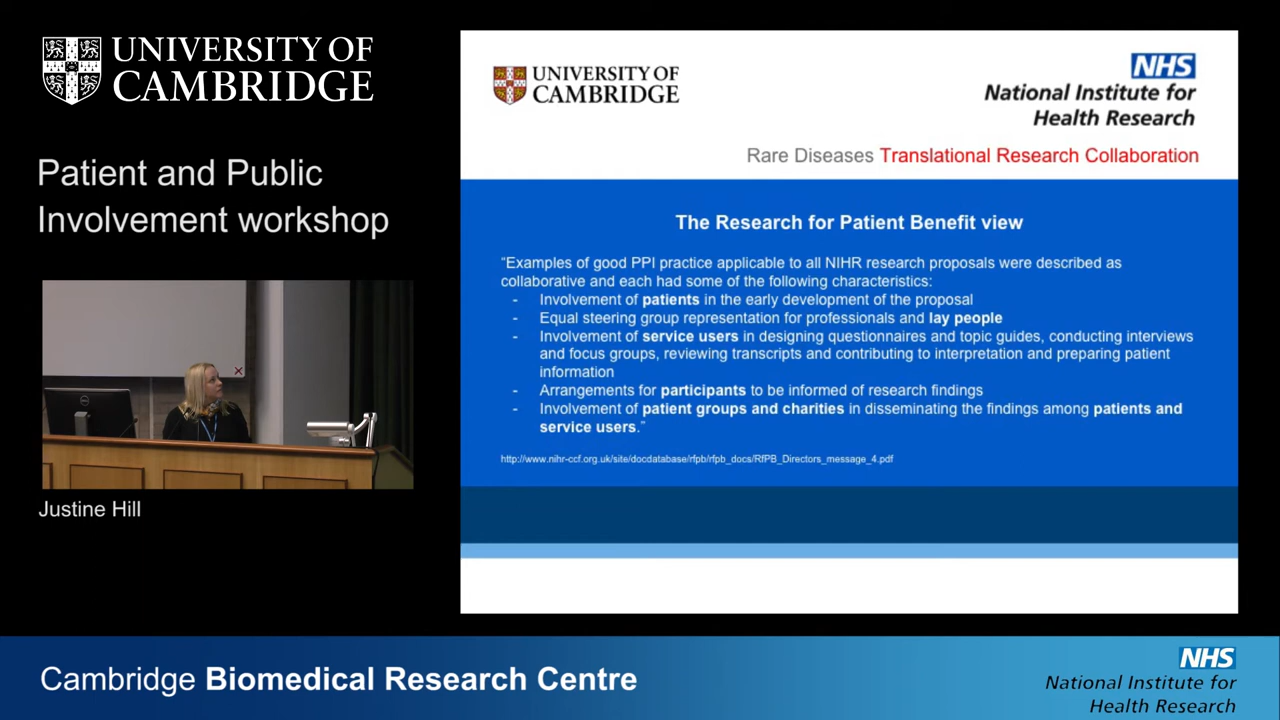 UNIVERSITY OF
CAMBRIDGE
Patient and Public
Involvement workshop
Justine Hill
UNIVERSITY OF
CAMBRIDGE
NHS
National Institute for
Health Research
Rare Diseases Translational Research Collaboration
The Research for Patient Benefit view
“Examples of good PPI practice applicable to all NIHR research proposals were described as
collaborative and each had some of the following characteristics:
- Involvement of patients in the early development of the proposal
- Equal steering group representation for professionals and lay people
- Involvement of service users in designing questionnaires and topic guides, conducting interviews
and focus groups, reviewing transcripts and contributing to interpretation and preparing patient
information
- Arrangements for participants to be informed of research findings
- Involvement of patient groups and charities in disseminating the findings among patients and
service users.”
http://www.nihr-ccf.org.uk/site/docdatabase/rfpb/rfpb_docs/RfPB_Directors_message_4.pdf
Cambridge Biomedical Research Centre
NHS
National Institute for
Health Research